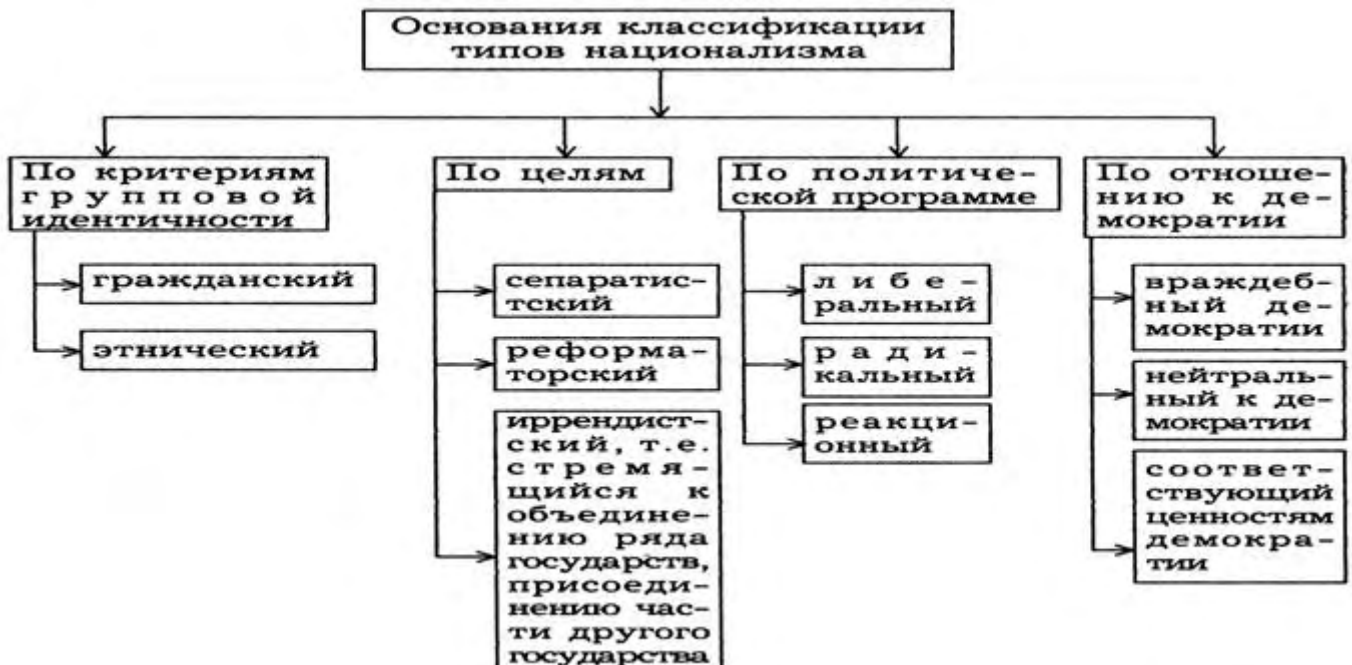 Основания классификации
типов национализма
По критериям
групповой
идентичности
гражданский
этнический
По целям
сепаратис-
тский
реформа-
торский
иррендист-
ский, т.е.
стремя-
щийся к
объедине-
нию ряда
государств,
присоеди-
нению час-
ти другого
государства
По политиче-
ской программе
либе-
ральный
ради-
кальный
реакци-
онный
По отноше-
нию к де-
мократии
враждеб-
ный де-
мократии
нейтраль-
ный к де-
мократии
соответ-
ствующий
ценностям
демокра-
тии